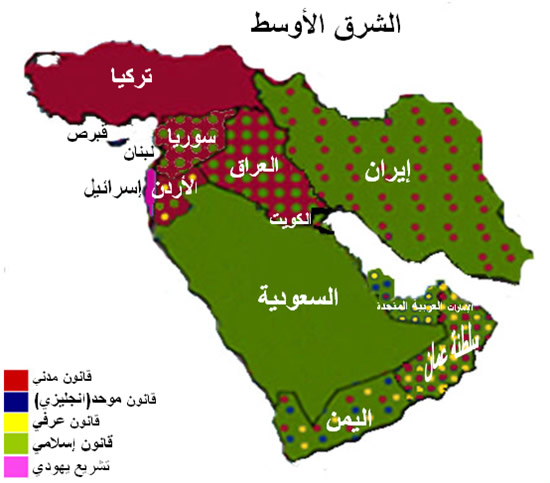 الشرق الأوسط
تركيا
قبرص
سوريا
لبنان
العراق
إيران
إسرائيل
الأردن
الكويت
السعودية
الامارات العربية المتحدة
سلطنة عمان
اليمن
قانون مدني
قانون موحد(انجليزي)
قانون عرفي
قانون إسلامي
تشريع يهودي